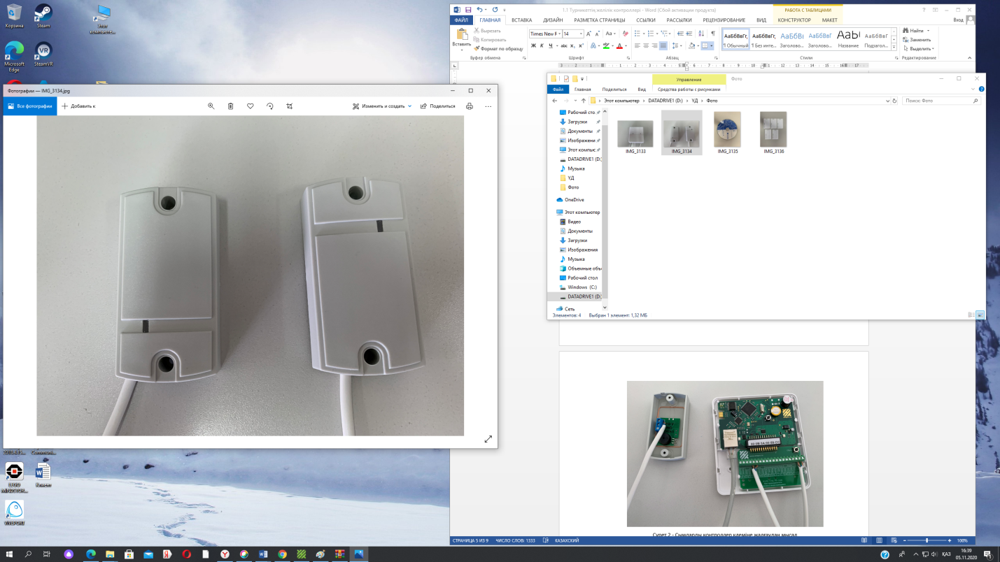 Корзина
Steam
Этот
компьюте...
Microsoft
Edge
SteamVR
Фотографии — IMG_3134.jpg
Все фотографии
Добавить к
Изменить и создать
Поделиться
LEGO
MINDSTOR...
Клиент
1.1 Турникеттің желілік контроллері - Word (Сбой активации продукта)
РАБОТА С ТАБЛИЦАМИ
ФАЙЛ ГЛАВНАЯ ВСТАВКА ДИЗАЙН РАЗМЕТКА СТРАНИЦЫ ССЫЛКИ РАССЫЛКИ РЕЦЕНЗИРОВАНИЕ ВИД КОНСТРУКТОР МАКЕТ Вход
Вставить
Вырезать
Копировать
Формат по образцу
Буфер обмена
Times New F 14
Шрифт
Абзац
АаБбВвГг, АаБбВвГг, АаБбВı АаБбВвГ АаЫ АаБбВвГ
¶ Обычный ¶ Без инте... Заголово... Заголово... Название Подзагол...
Стили
Найти
Заменить
Выделить
Редактирование
Управление
Фото
Файл Главная Поделиться Вид Средства работы с рисунками
Этот компьютер › DATADRIVE1 (D:) › УД › Фото
Поиск: Фото
Рабочий сто.
Загрузки
Документы
Изображени
Этот компьк
DATADRIVE1 (D:
Музыка
УД
Фото
OneDrive
Этот компьютер
Видео
Документы
Загрузки
Изображения
Музыка
Объемные объ
Рабочий стол
Windows (C:)
DATADRIVE1 (D:
Сеть
IMG_3133
IMG_3134
IMG_3135
IMG_3136
Элементов: 4 Выбран 1 элемент: 1,32 МБ
Сурет 2 - Сымдарды контроллер клеміне жалғаудан мысал
СТРАНИЦА 5 ИЗ 9 ЧИСЛО СЛОВ: 1333 КАЗАХСКИЙ
100%
ҚАЗ
16:39
05.11.2020